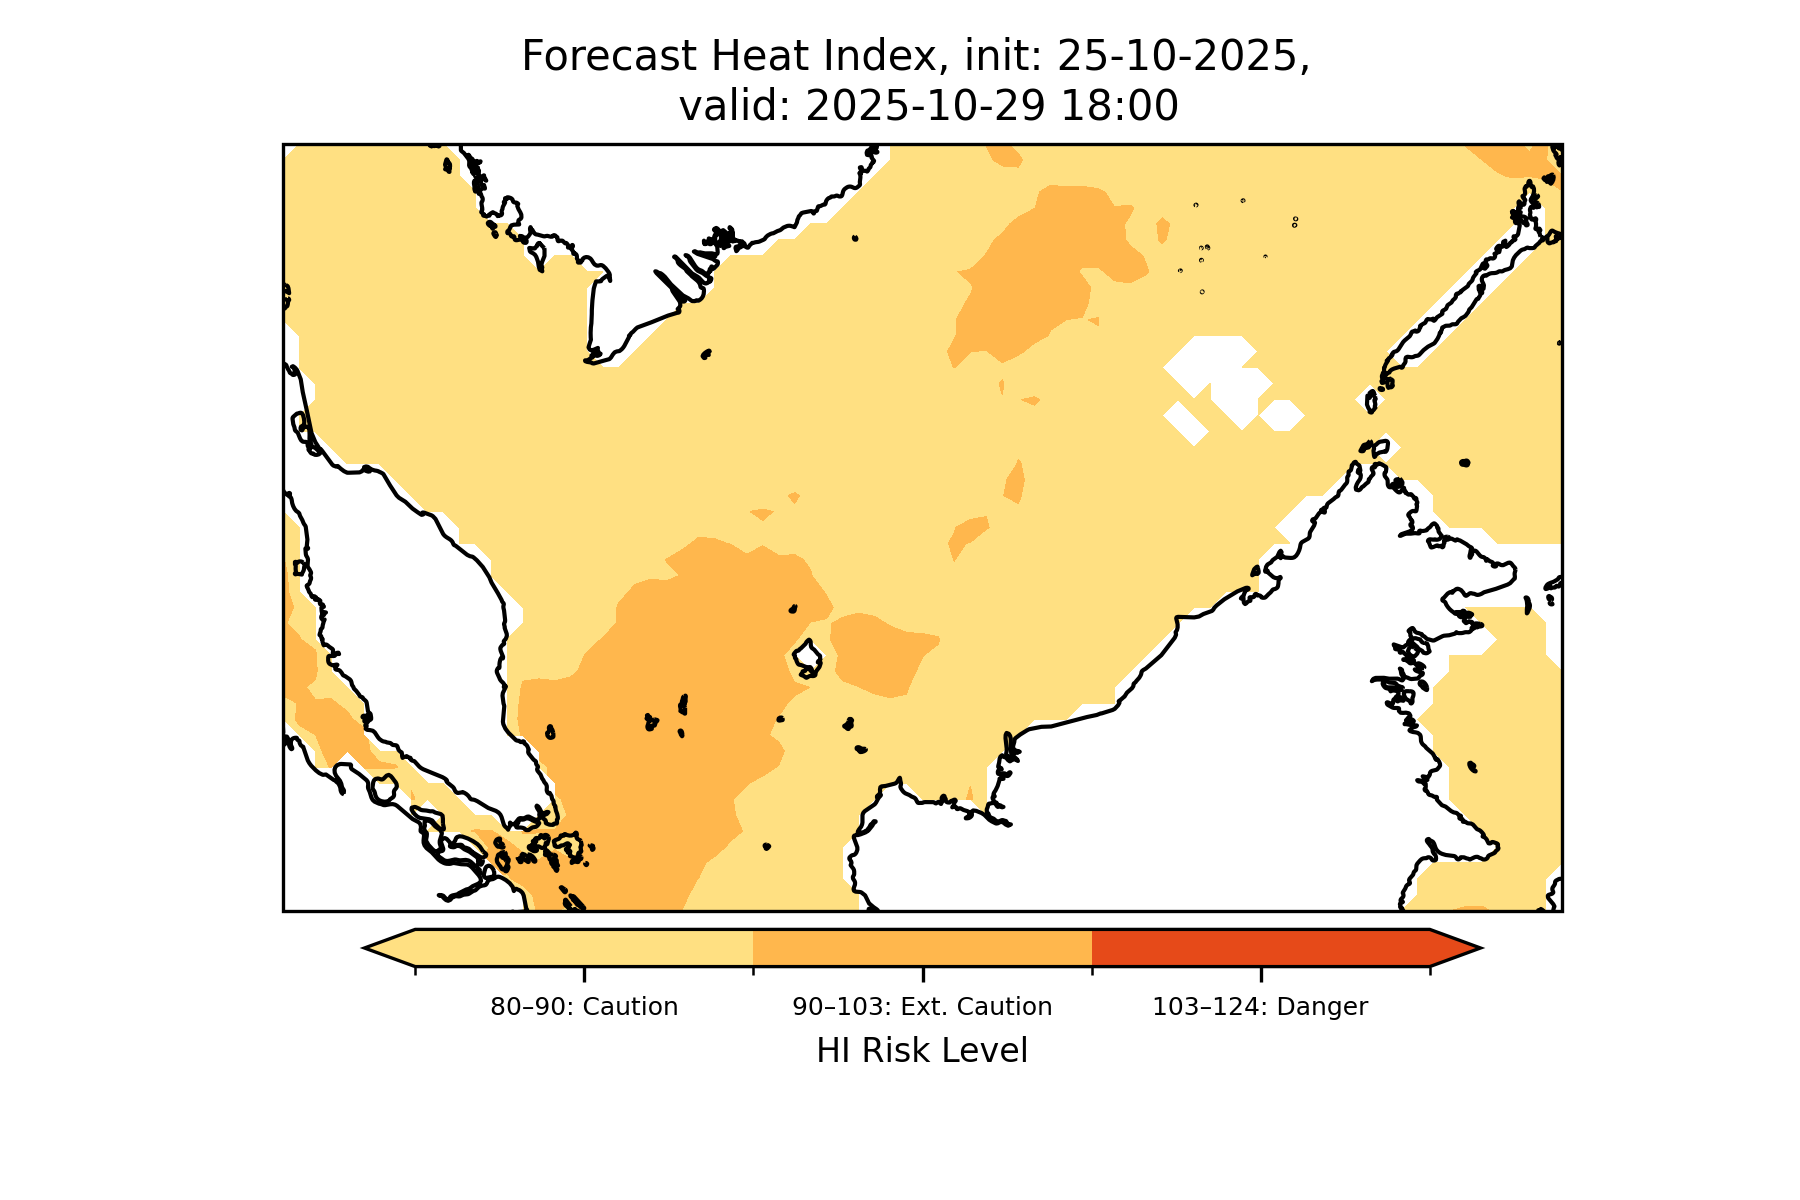 Forecast Heat Index, init: 25-10-2025,
valid: 2025-10-29 18:00
80–90: Caution
90–103: Ext. Caution
103–124: Danger
HI Risk Level